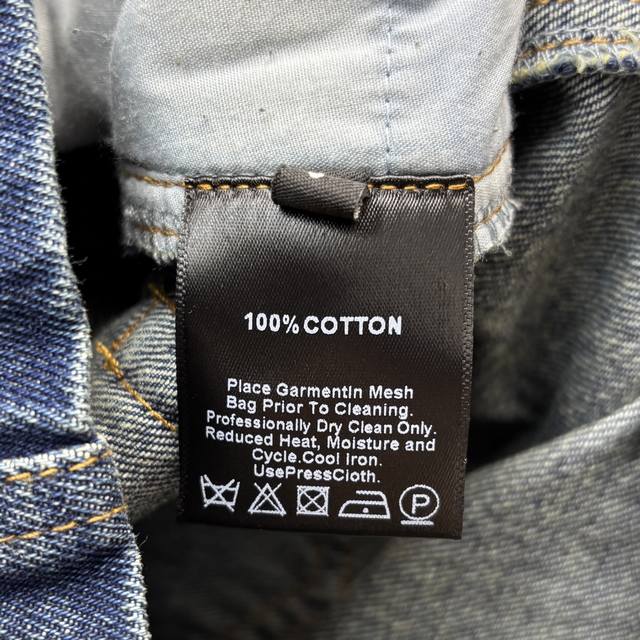 100% COTTON
Place GarmentIn Mesh
Bag Prior To Cleaning.
Professionally Dry Clean Only.
Reduced Heat, Moisture and
Cycle.Cool iron.
UsePressCloth.
P